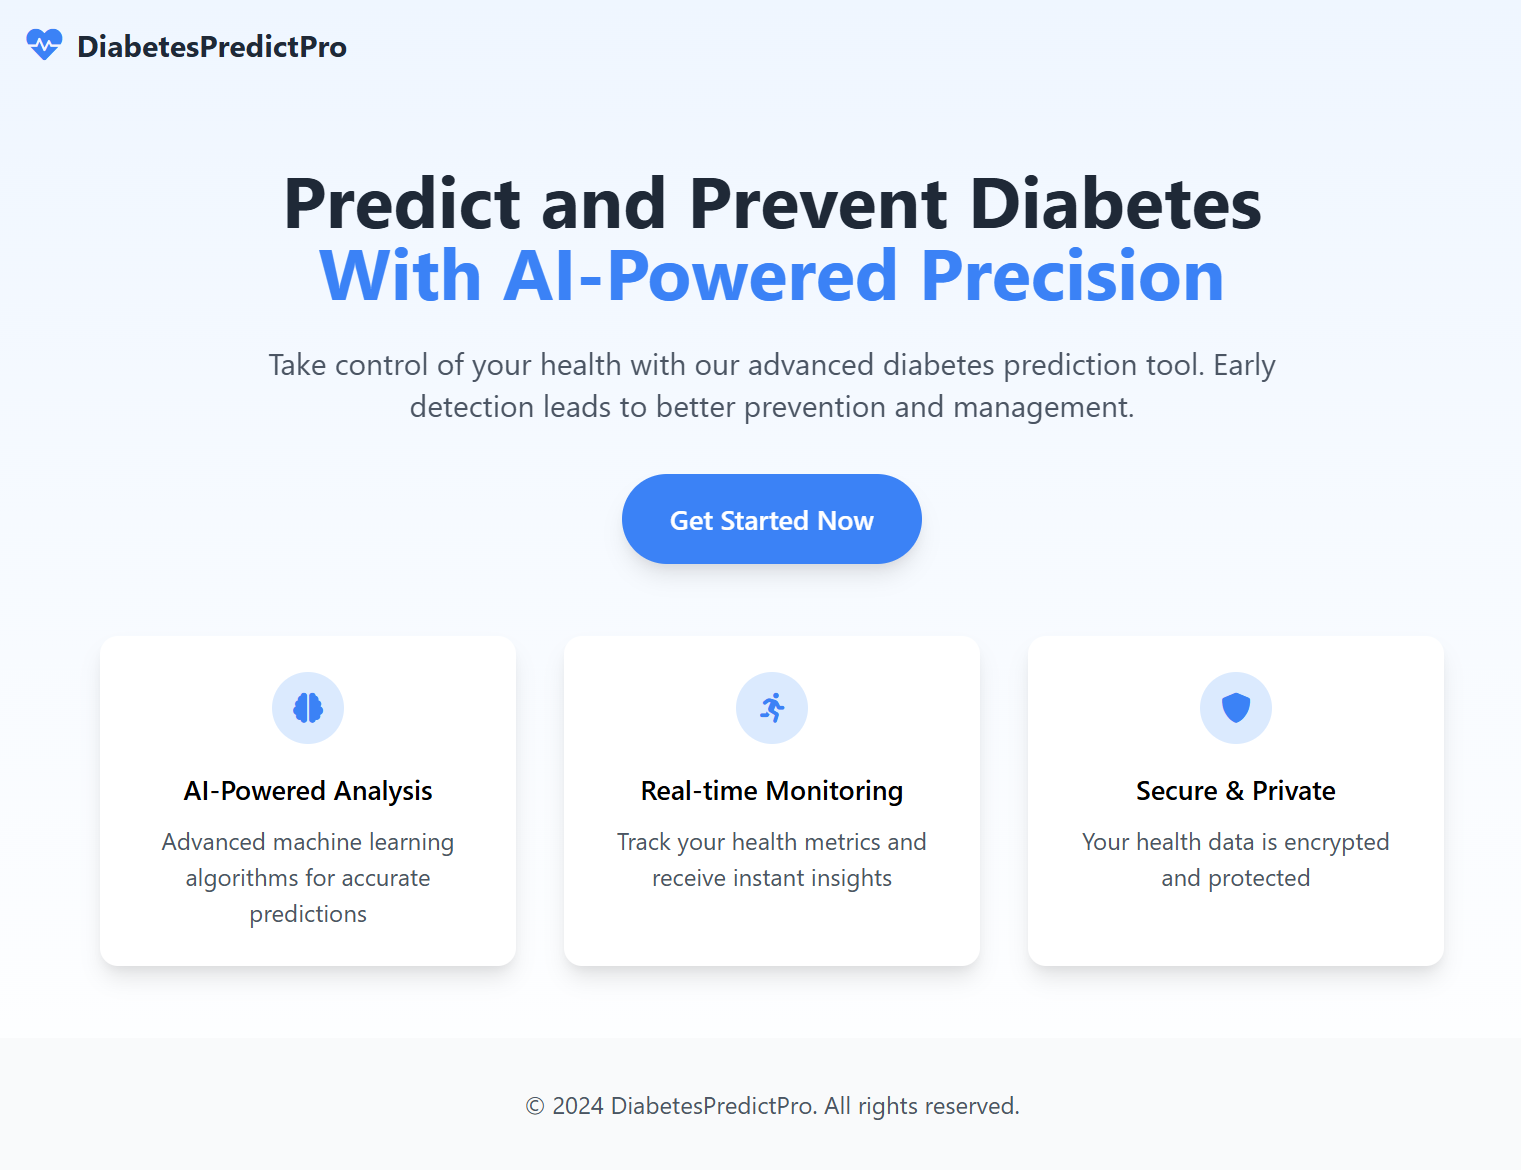 DiabetesPredictPro
Predict and Prevent Diabetes
With AI-Powered Precision
Take control of your health with our advanced diabetes prediction tool. Early
detection leads to better prevention and management.
Get Started Now
AI-Powered Analysis
Advanced machine learning
algorithms for accurate
predictions
Real-time Monitoring
Track your health metrics and
receive instant insights
Secure & Private
Your health data is encrypted
and protected
© 2024 DiabetesPredictPro. All rights reserved.